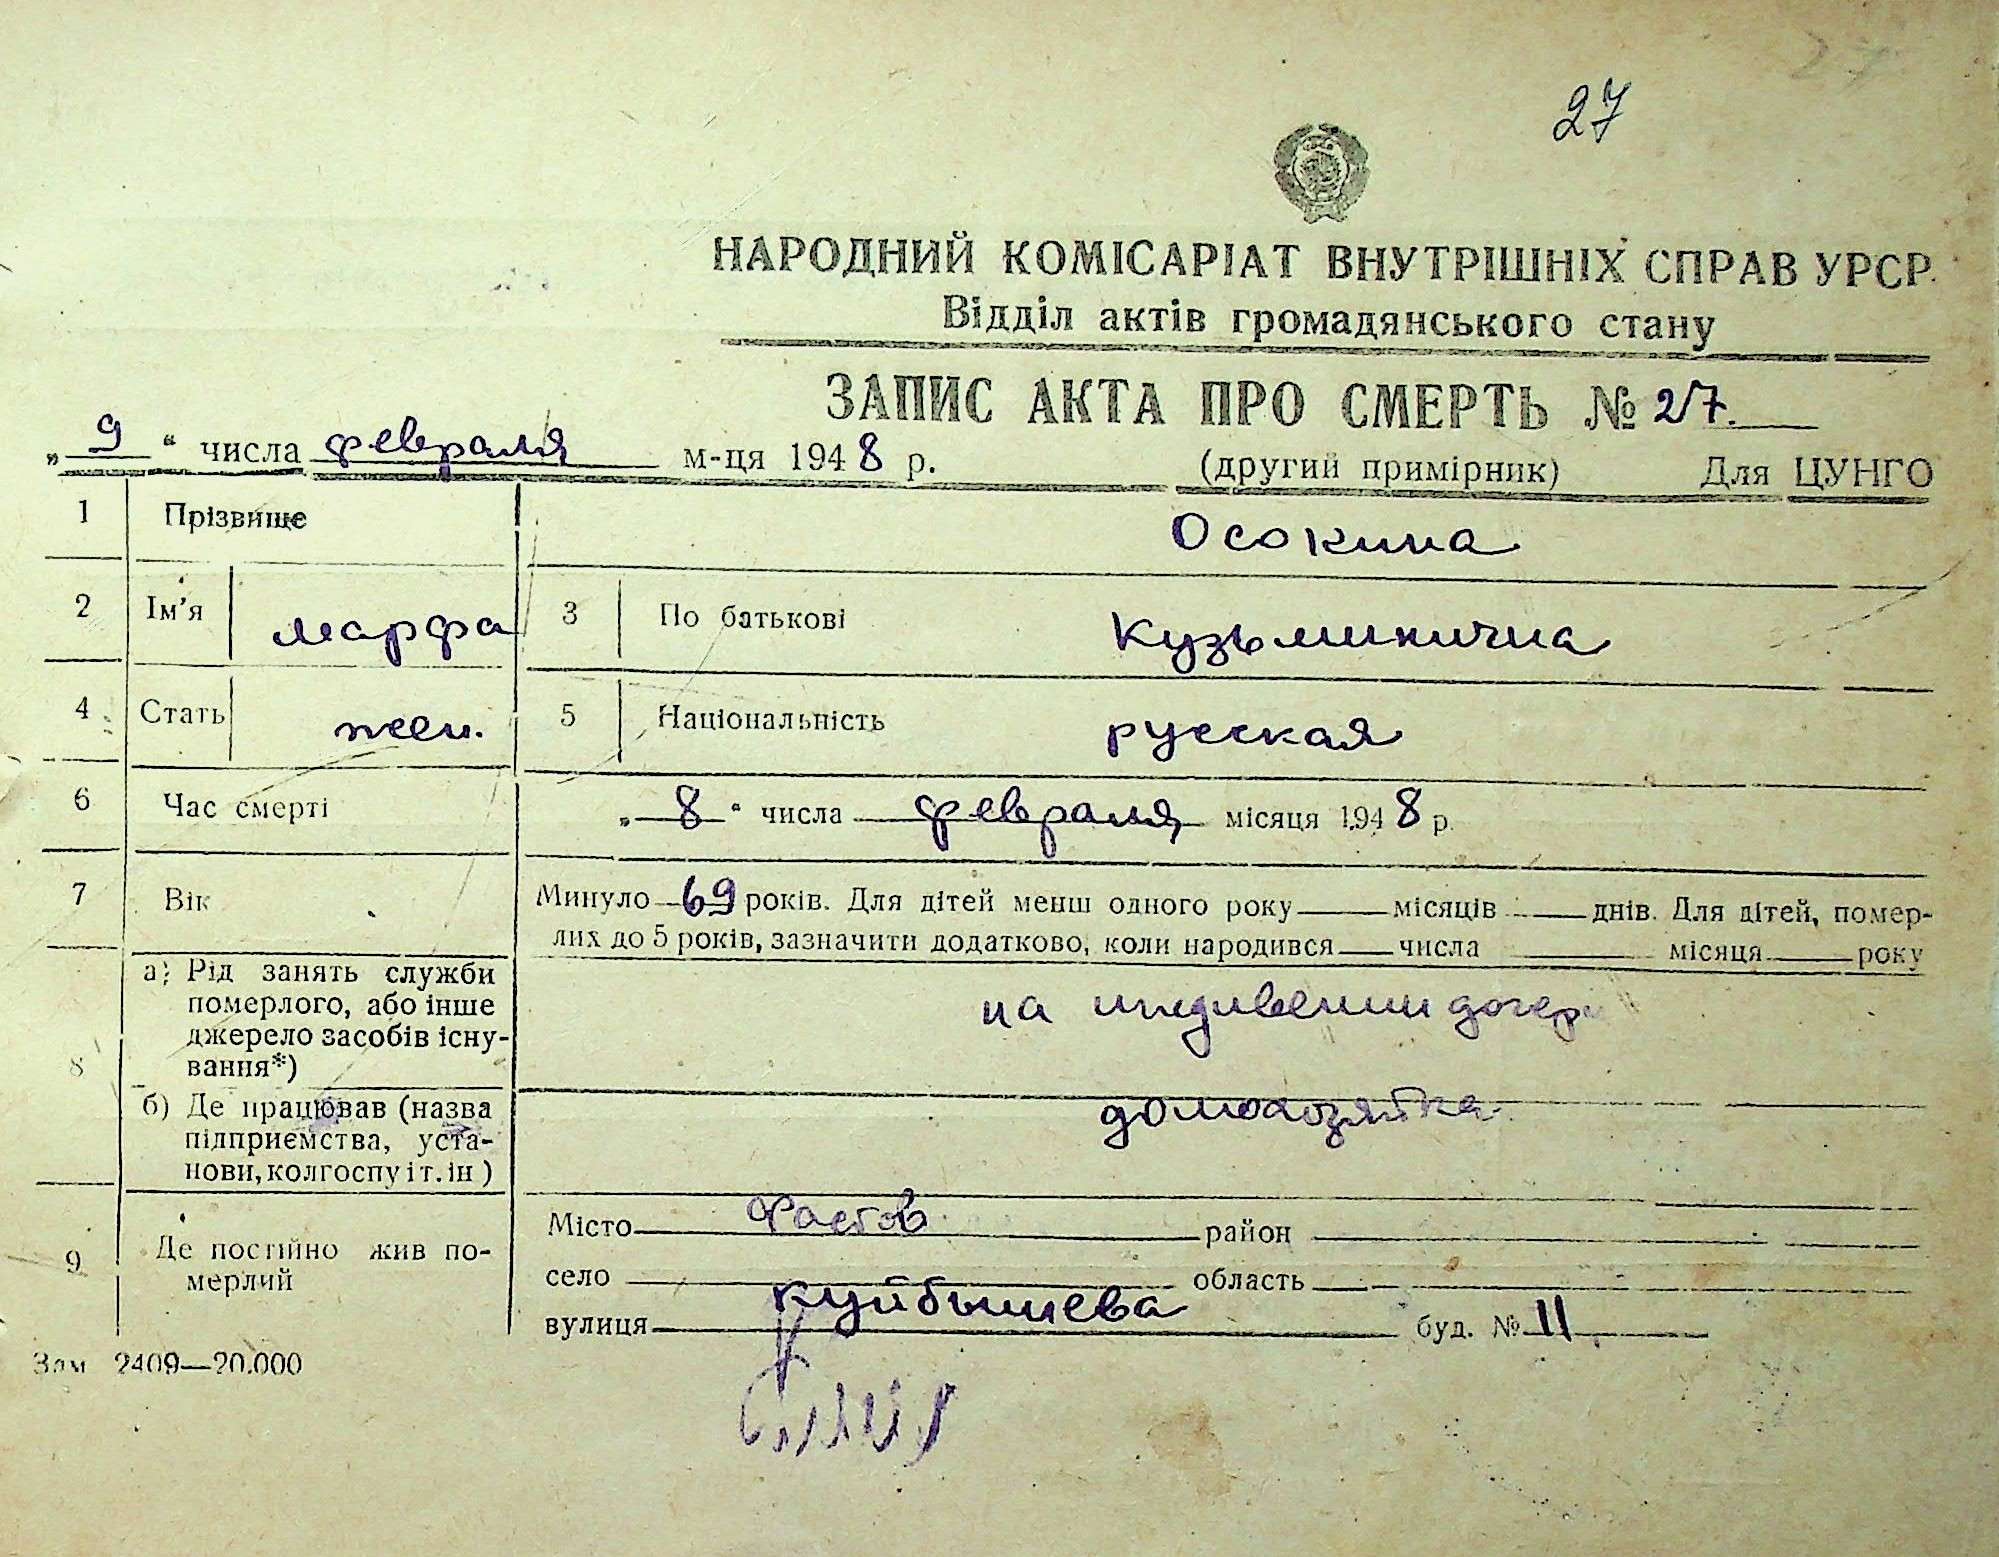 27
НАРОДНИЙ КОМІСАРІАТ ВНУТРІШНІХ СПРАВ УРСР
Відділ актів громадянського стану
ЗАПИС АКТА ПРО СМЕРТЬ № 27.
„ 9 “ числа февраля м-ця 1948 р. (другий примірник) Для ЦУНГО
1 Прізвище Осокина
2 Ім'я марфа 3 По батькові Кузьминична
4 Стать жен. 5 Національність русская
6 Час смерті „ 8 “ числа февраля місяця 1948 р.
7 Вік Минуло 69 років. Для дітей менш одного року місяців днів. Для дітей, помер-
лих до 5 років, зазначити додатково, коли народився числа місяця року
8 а) Рід занять служби
померлого, або інше
джерело засобів існу-
вання*)
на иждивении дочери
б) Де працював (назва
підприємства, уста-
нови, колгоспу і т. ін)
домохозяйка
9 Де постійно жив по-
мерлий
Місто Фастов район
село область
вулиця Куйбышева буд. № 11
Зам 2409—20.000